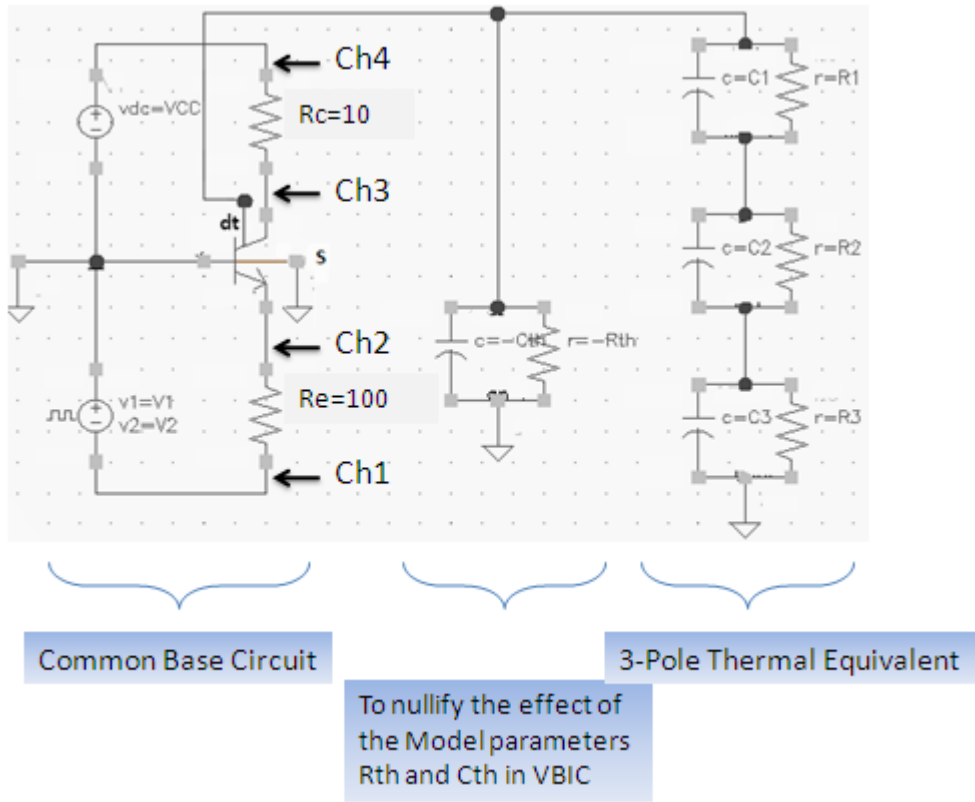 Ch4
vdc=VCC
Rc=10
Ch3
dt
s
Ch2
v1=V1
v2=V2
Re=100
Ch1
c=-Cth
r=-Rth
c=C1
r=R1
c=C2
r=R2
c=C3
r=R3
Common Base Circuit
To nullify the effect of
the Model parameters
Rth and Cth in VBIC
3-Pole Thermal Equivalent